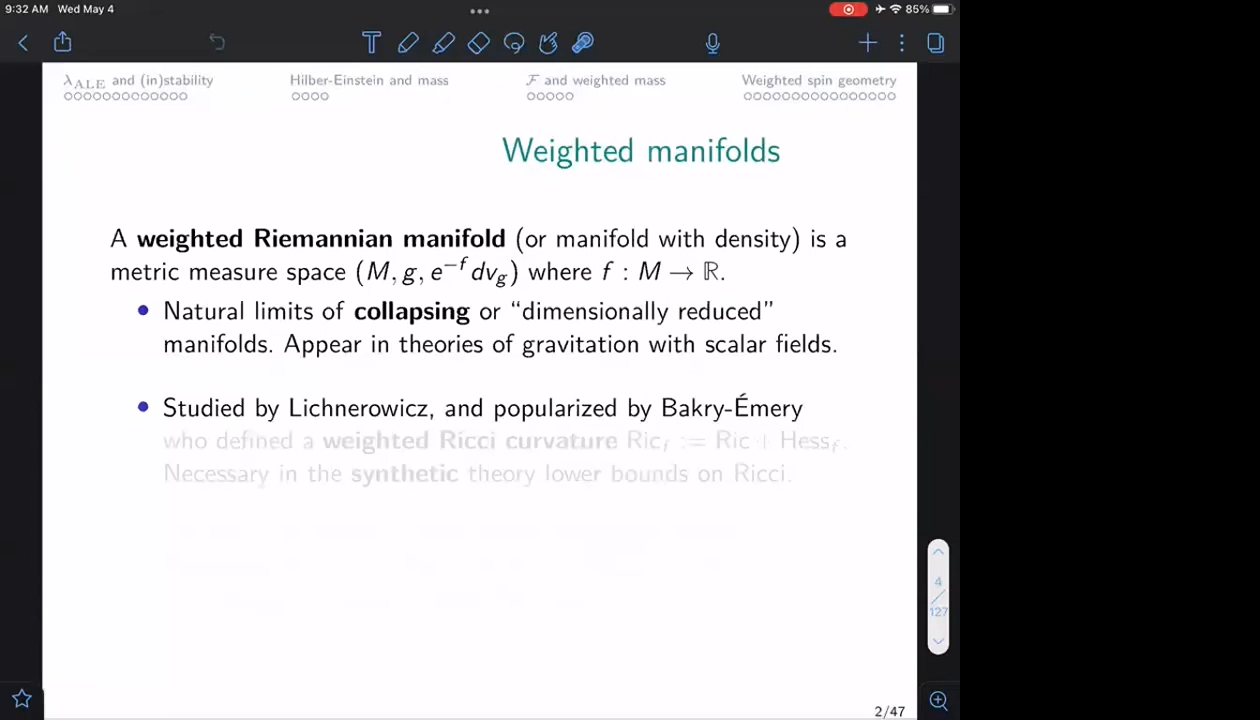 9:32 AM Wed May 4
85%
λALE and (in)stability
Hilber-Einstein and mass
ℱ and weighted mass
Weighted spin geometry
Weighted manifolds
A weighted Riemannian manifold (or manifold with density) is a
metric measure space (M, g, e^{−f} dv_g) where f : M → ℝ.
• Natural limits of collapsing or “dimensionally reduced”
manifolds. Appear in theories of gravitation with scalar fields.
• Studied by Lichnerowicz, and popularized by Bakry-Émery
who defined a weighted Ricci curvature Ric_f := Ric + Hess_f.
Necessary in the synthetic theory lower bounds on Ricci.
4
/
127
2/47